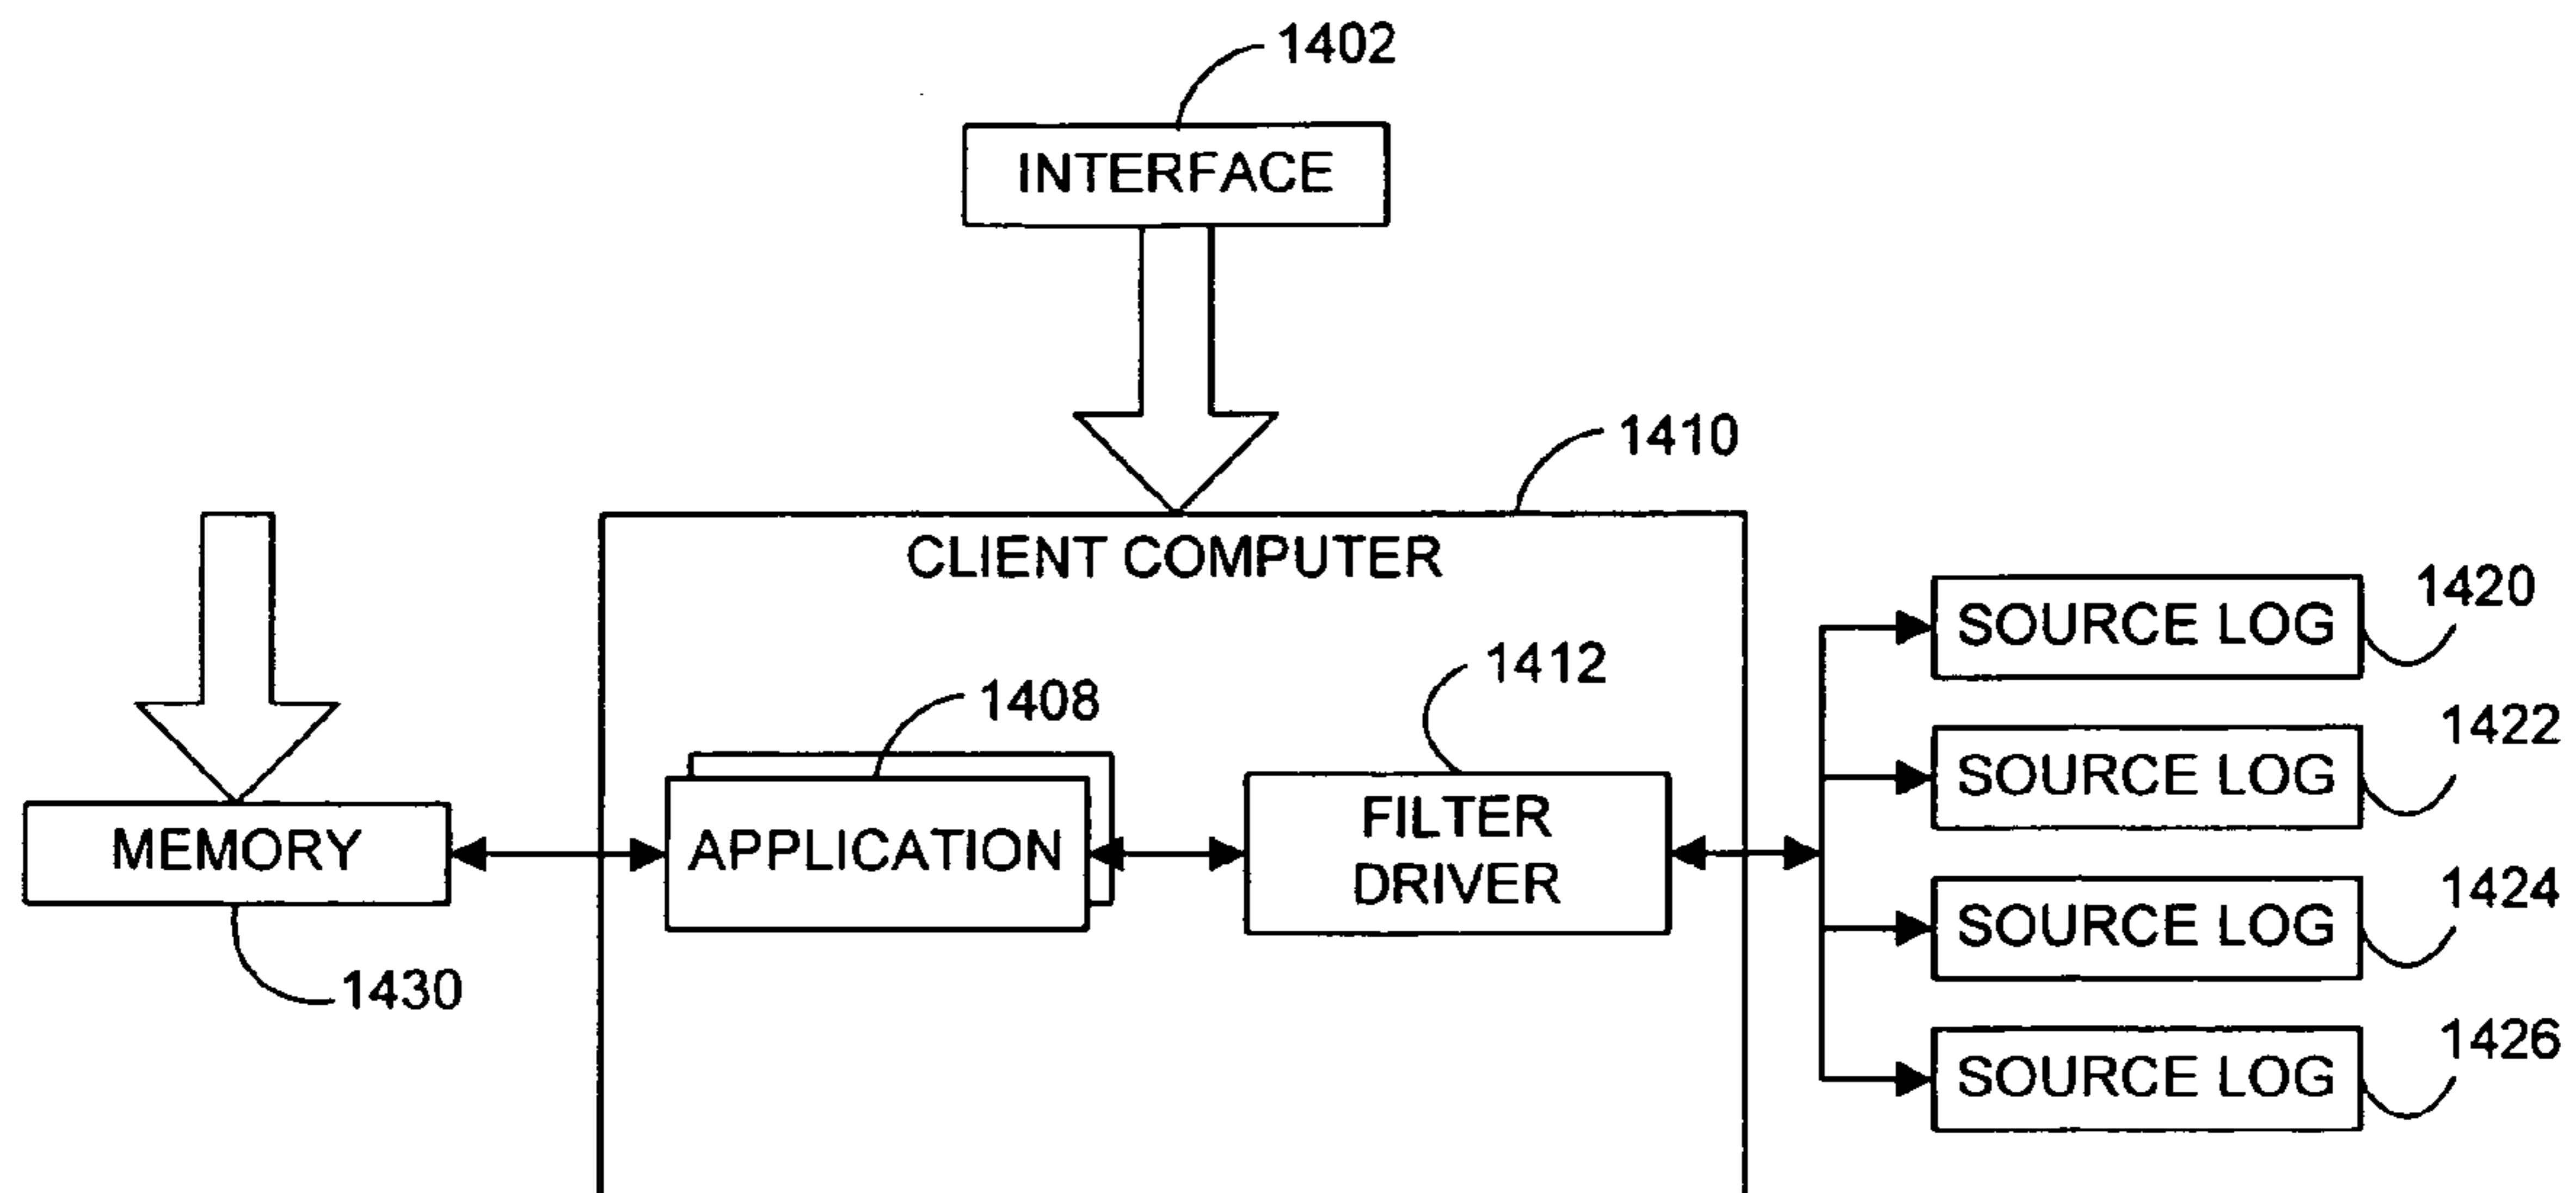 1402
INTERFACE
1410
CLIENT COMPUTER
1420
SOURCE LOG
1412
1408
1422
SOURCE LOG
MEMORY
APPLICATION
FILTER
DRIVER
1424
SOURCE LOG
1430
1426
SOURCE LOG